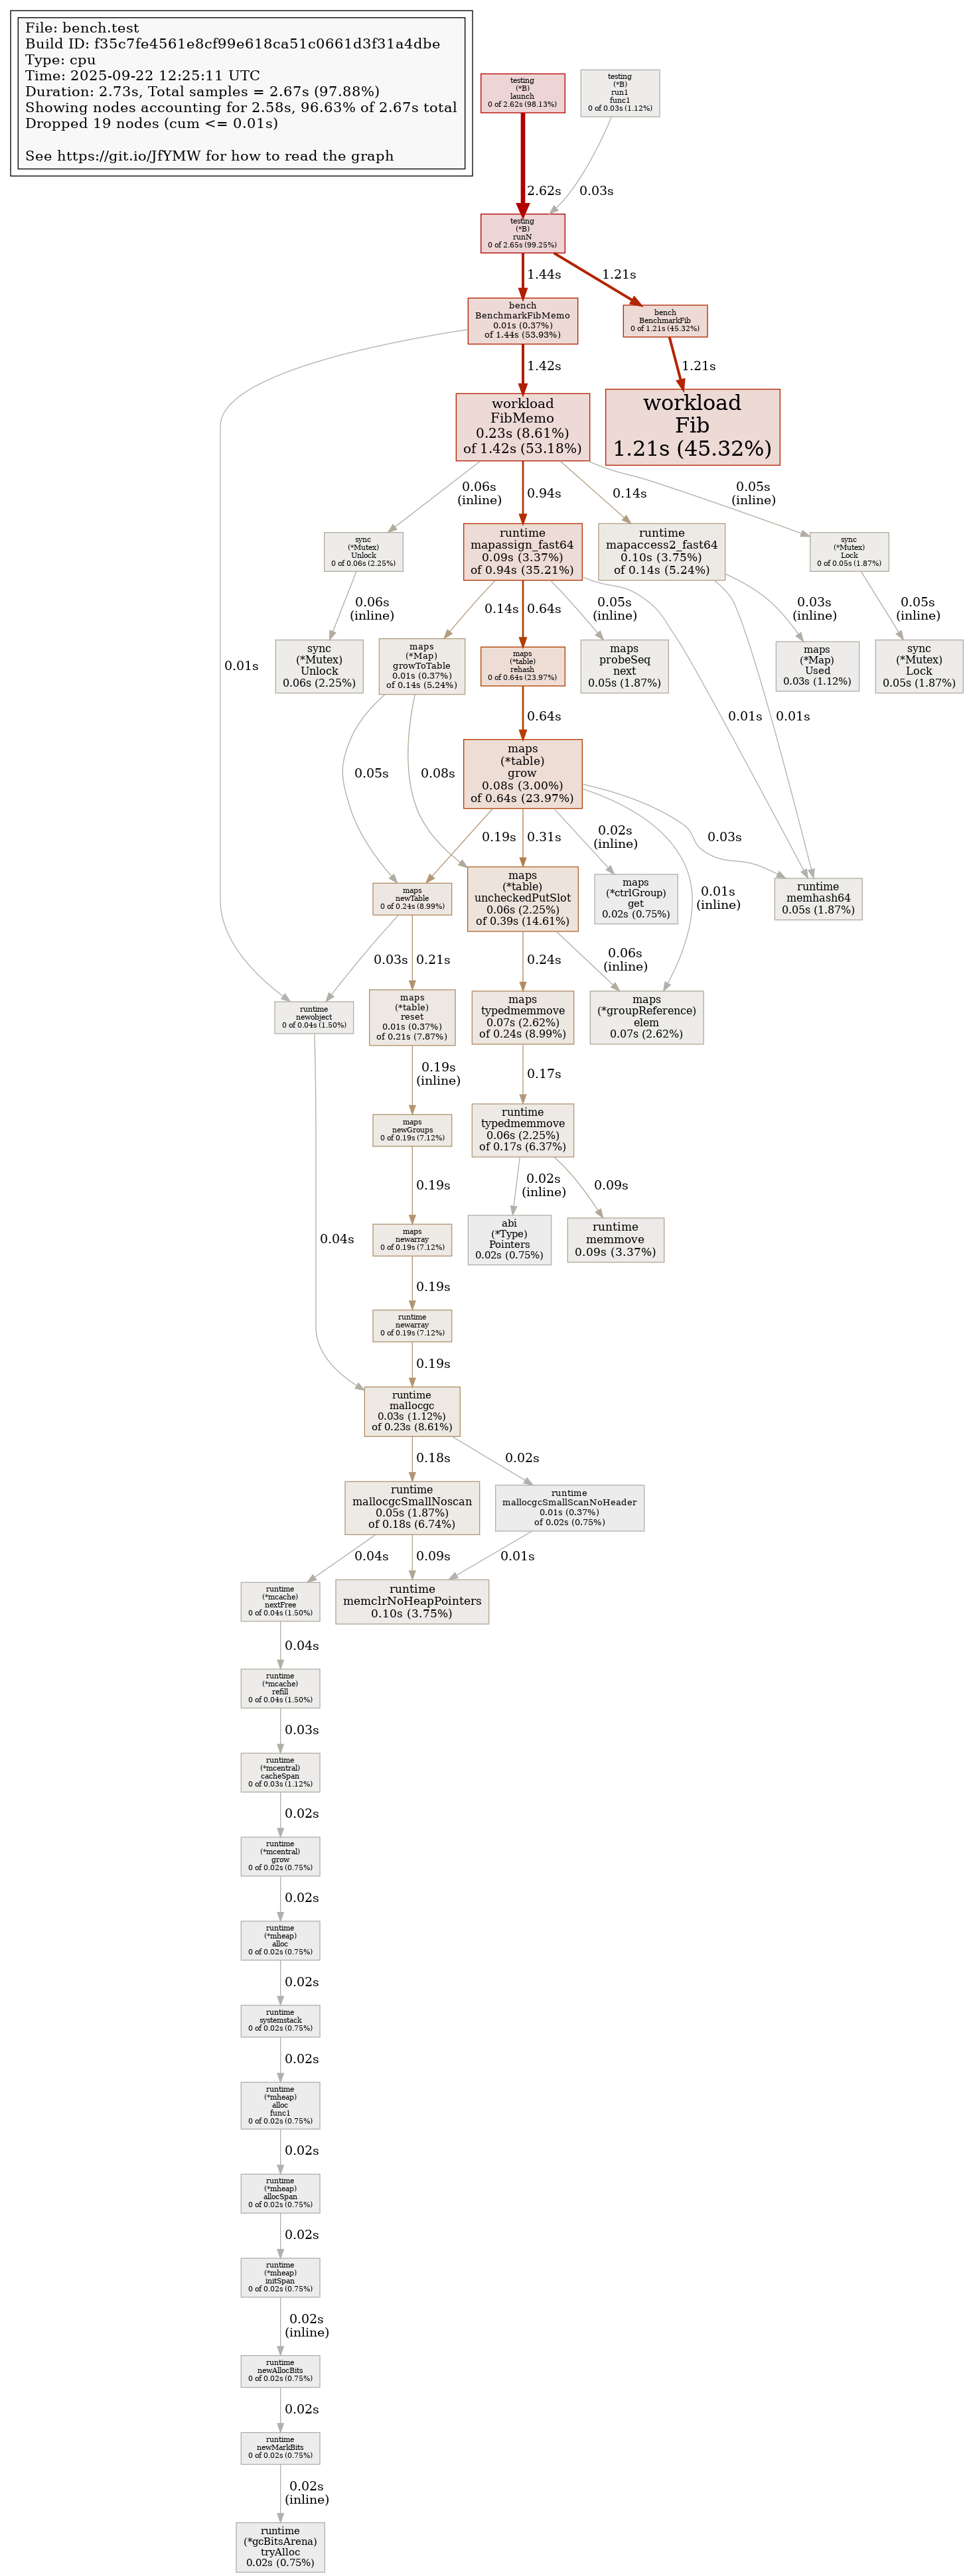 File: bench.test
Build ID: f35c7fe4561e8cf99e618ca51c0661d3f31a4dbe
Type: cpu
Time: 2025-09-22 12:25:11 UTC
Duration: 2.73s, Total samples = 2.67s (97.88%)
Showing nodes accounting for 2.58s, 96.63% of 2.67s total
Dropped 19 nodes (cum <= 0.01s)
See https://git.io/JfYMW for how to read the graph
testing
(*B)
launch
0 of 2.62s (98.13%)
testing
(*B)
run1
func1
0 of 0.03s (1.12%)
2.62s
0.03s
testing
(*B)
runN
0 of 2.65s (99.25%)
1.44s
1.21s
bench
BenchmarkFibMemo
0.01s (0.37%)
of 1.44s (53.93%)
bench
BenchmarkFib
0 of 1.21s (45.32%)
1.42s
1.21s
workload
FibMemo
0.23s (8.61%)
of 1.42s (53.18%)
workload
Fib
1.21s (45.32%)
0.06s
(inline)
0.94s
0.14s
0.05s
(inline)
sync
(*Mutex)
Unlock
0 of 0.06s (2.25%)
runtime
mapassign_fast64
0.09s (3.37%)
of 0.94s (35.21%)
runtime
mapaccess2_fast64
0.10s (3.75%)
of 0.14s (5.24%)
sync
(*Mutex)
Lock
0 of 0.05s (1.87%)
0.06s
(inline)
0.14s
0.64s
0.05s
(inline)
0.03s
(inline)
0.05s
(inline)
0.01s
sync
(*Mutex)
Unlock
0.06s (2.25%)
maps
(*Map)
growToTable
0.01s (0.37%)
of 0.14s (5.24%)
maps
(*table)
rehash
0 of 0.64s (23.97%)
maps
probeSeq
next
0.05s (1.87%)
maps
(*Map)
Used
0.03s (1.12%)
sync
(*Mutex)
Lock
0.05s (1.87%)
0.64s
0.01s
0.01s
0.05s
0.08s
maps
(*table)
grow
0.08s (3.00%)
of 0.64s (23.97%)
0.19s
0.31s
0.02s
(inline)
0.03s
0.01s
(inline)
maps
newTable
0 of 0.24s (8.99%)
maps
(*table)
uncheckedPutSlot
0.06s (2.25%)
of 0.39s (14.61%)
maps
(*ctrlGroup)
get
0.02s (0.75%)
runtime
memhash64
0.05s (1.87%)
0.03s
0.21s
0.24s
0.06s
(inline)
runtime
newobject
0 of 0.04s (1.50%)
maps
(*table)
reset
0.01s (0.37%)
of 0.21s (7.87%)
maps
typedmemmove
0.07s (2.62%)
of 0.24s (8.99%)
maps
(*groupReference)
elem
0.07s (2.62%)
0.19s
(inline)
0.17s
maps
newGroups
0 of 0.19s (7.12%)
runtime
typedmemmove
0.06s (2.25%)
of 0.17s (6.37%)
0.19s
0.02s
(inline)
0.09s
0.04s
maps
newarray
0 of 0.19s (7.12%)
abi
(*Type)
Pointers
0.02s (0.75%)
runtime
memmove
0.09s (3.37%)
0.19s
runtime
newarray
0 of 0.19s (7.12%)
0.19s
runtime
mallocgc
0.03s (1.12%)
of 0.23s (8.61%)
0.18s
0.02s
runtime
mallocgcSmallNoscan
0.05s (1.87%)
of 0.18s (6.74%)
runtime
mallocgcSmallScanNoHeader
0.01s (0.37%)
of 0.02s (0.75%)
0.04s
0.09s
0.01s
runtime
(*mcache)
nextFree
0 of 0.04s (1.50%)
runtime
memclrNoHeapPointers
0.10s (3.75%)
0.04s
runtime
(*mcache)
refill
0 of 0.04s (1.50%)
0.03s
runtime
(*mcentral)
cacheSpan
0 of 0.03s (1.12%)
0.02s
runtime
(*mcentral)
grow
0 of 0.02s (0.75%)
0.02s
runtime
(*mheap)
alloc
0 of 0.02s (0.75%)
0.02s
runtime
systemstack
0 of 0.02s (0.75%)
0.02s
runtime
(*mheap)
alloc
func1
0 of 0.02s (0.75%)
0.02s
runtime
(*mheap)
allocSpan
0 of 0.02s (0.75%)
0.02s
runtime
(*mheap)
initSpan
0 of 0.02s (0.75%)
0.02s
(inline)
runtime
newAllocBits
0 of 0.02s (0.75%)
0.02s
runtime
newMarkBits
0 of 0.02s (0.75%)
0.02s
(inline)
runtime
(*gcBitsArena)
tryAlloc
0.02s (0.75%)